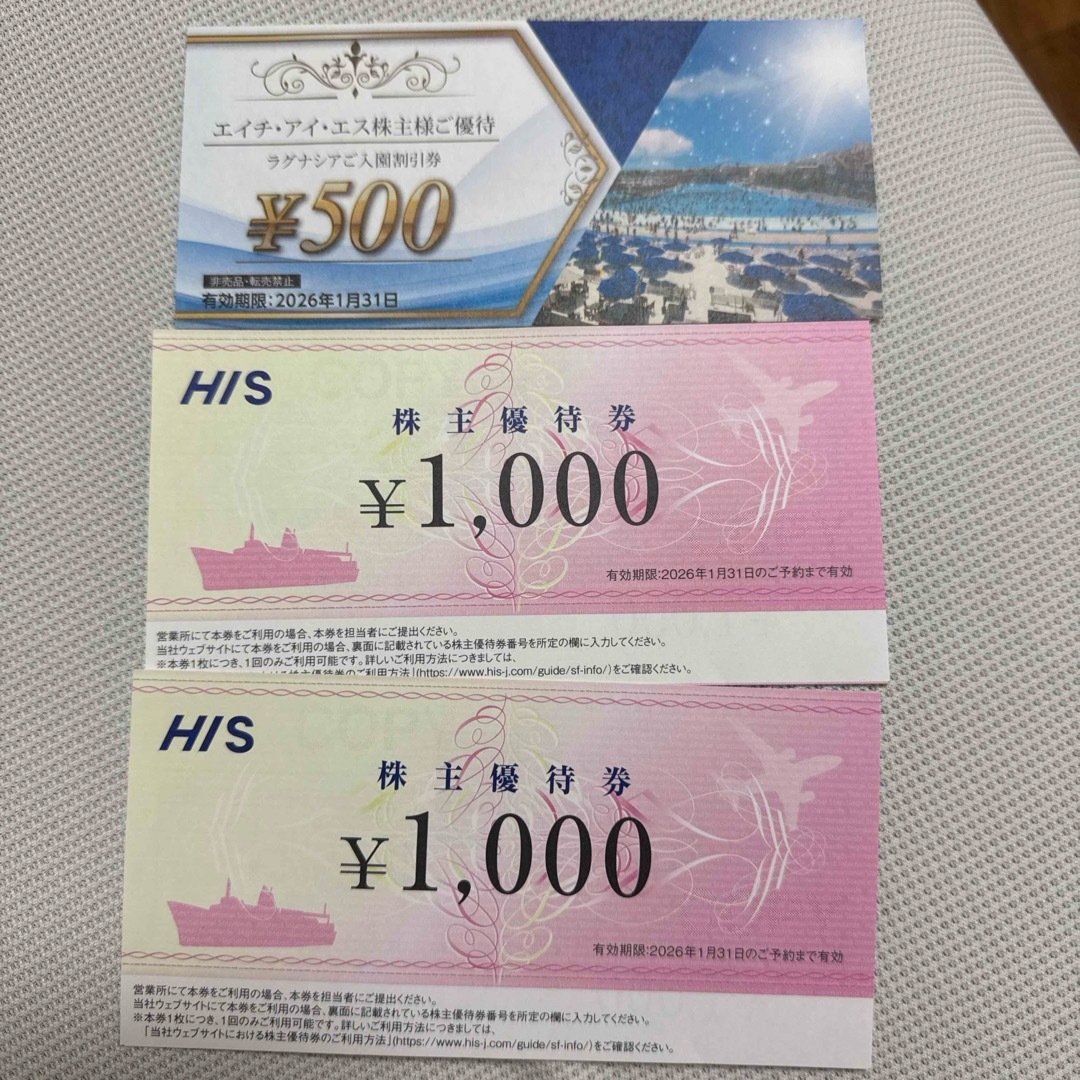 エイチ・アイ・エス株主様ご優待
ラグナシアご入園割引券
¥500
非売品・転売禁止
有効期限：2026年1月31日
HIS
COPY
株主優待券
¥1,000
有効期限：2026年1月31日のご予約まで有効
営業所にて本券をご利用の場合、本券を担当者にご提出ください。
当社ウェブサイトにて本券をご利用の場合、裏面に記載されている株主優待券番号を所定の欄に入力してください。
※本券1枚につき、1回のみご利用可能です。詳しいご利用方法につきましては、
株主優待券のご利用方法」(https://www.his-j.com/guide/sf-info/)をご確認ください。
HIS
COPY
株主優待券
¥1,000
有効期限：2026年1月31日のご予約まで有効
営業所にて本券をご利用の場合、本券を担当者にご提出ください。
当社ウェブサイトにて本券をご利用の場合、裏面に記載されている株主優待券番号を所定の欄に入力してください。
※本券1枚につき、1回のみご利用可能です。詳しいご利用方法につきましては、
「当社ウェブサイトにおける株主優待券のご利用方法」(https://www.his-j.com/guide/sf-info/)をご確認ください。